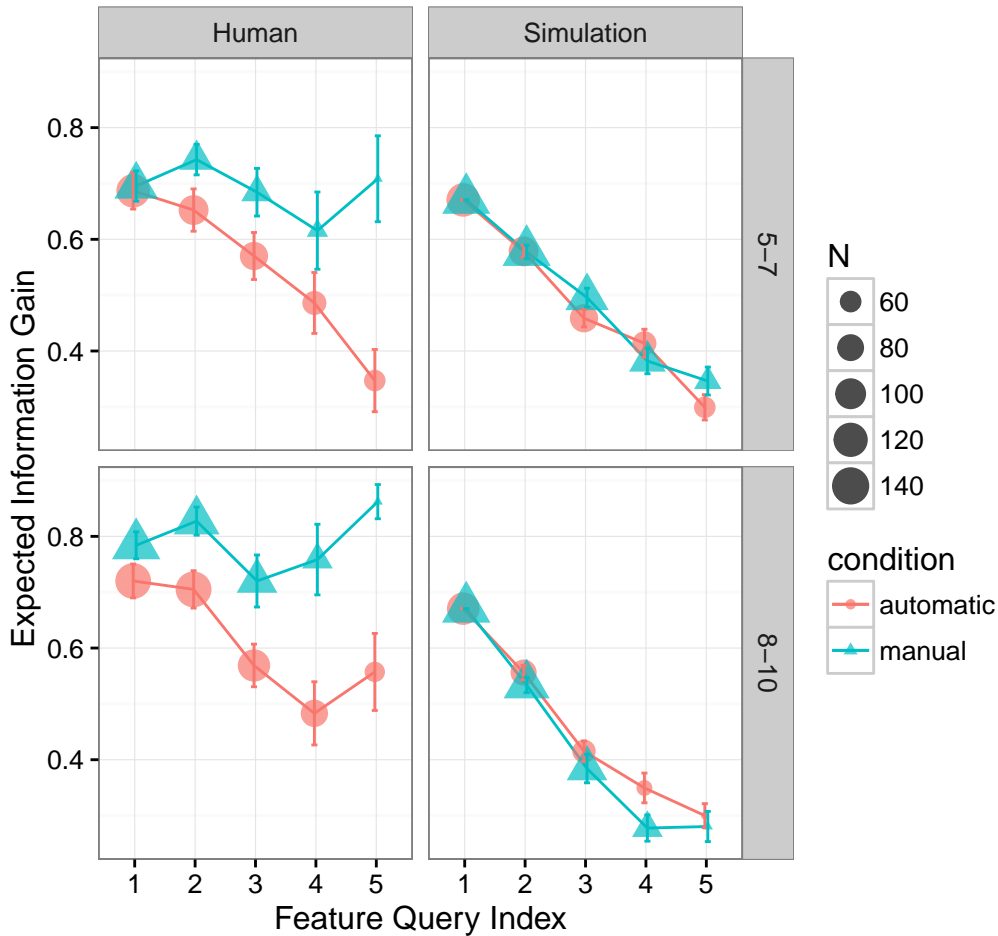 Human
Simulation
Expected Information Gain
0.8
0.6
0.4
5−7
0.8
0.6
0.4
8−10
1 2 3 4 5
1 2 3 4 5
Feature Query Index
N
60
80
100
120
140
condition
automatic
manual